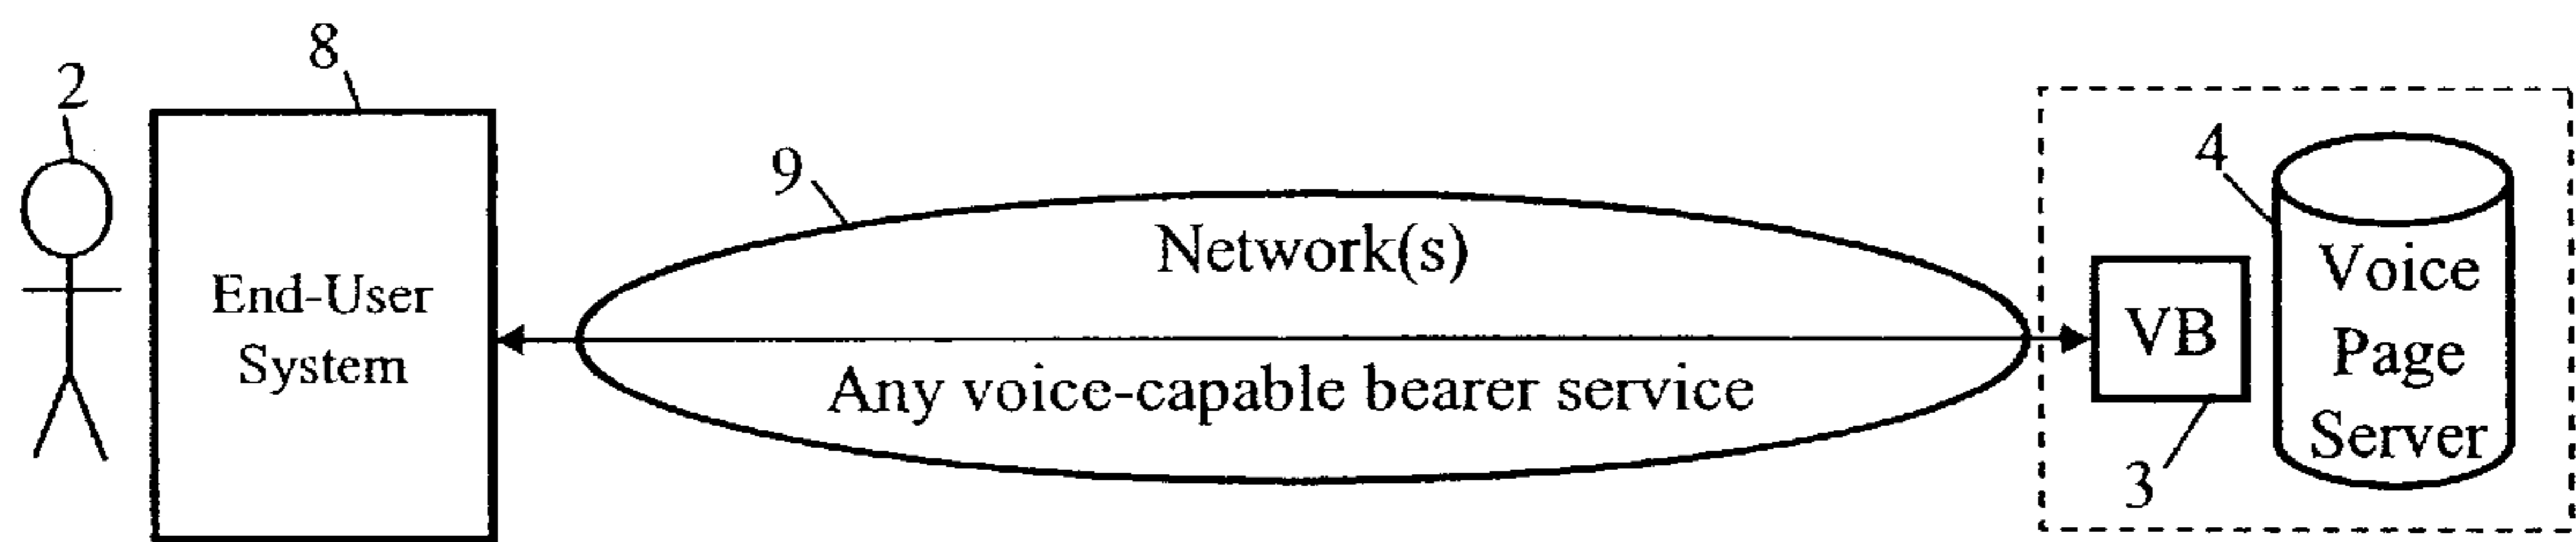 2
8
End-User
System
9
Network(s)
Any voice-capable bearer service
VB
3
4
Voice
Page
Server